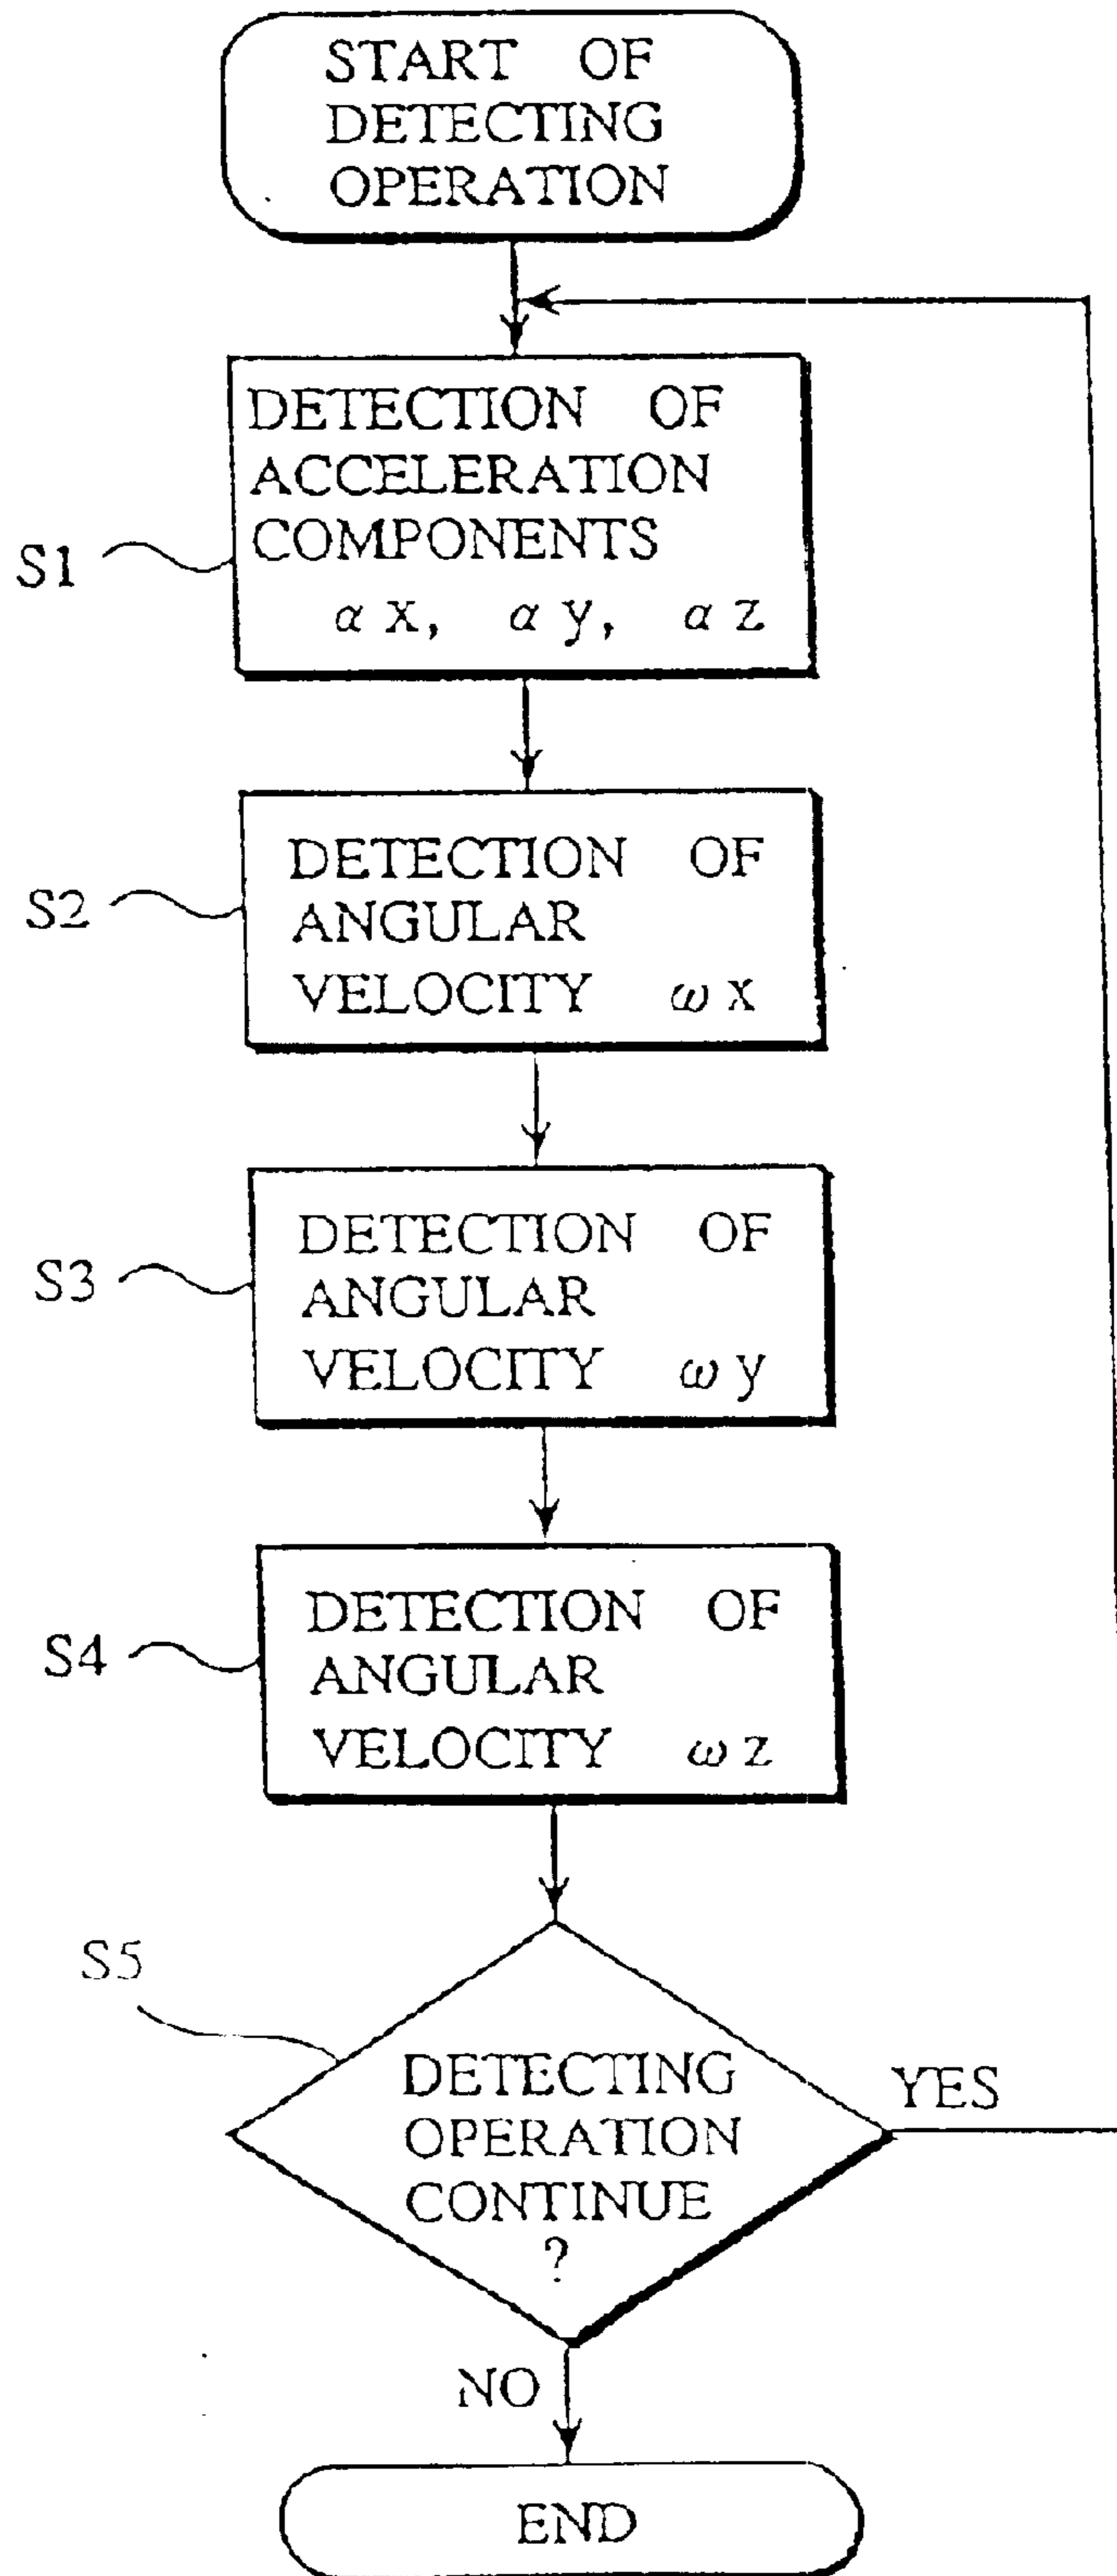 START OF
DETECTING
OPERATION
DETECTION OF
ACCELERATION
COMPONENTS
αx, αy, αz
S1
DETECTION OF
ANGULAR
VELOCITY ωx
S2
DETECTION OF
ANGULAR
VELOCITY ωy
S3
DETECTION OF
ANGULAR
VELOCITY ωz
S4
S5
DETECTING
OPERATION
CONTINUE
?
YES
NO
END